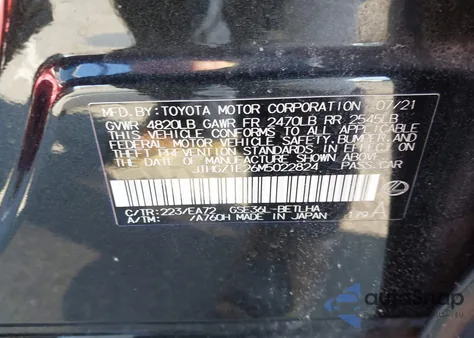 MFD. BY: TOYOTA MOTOR CORPORATION 07/21
GVWR 4820LB GAWR FR 2470LB RR 2545LB
THIS VEHICLE CONFORMS TO ALL APPLICABLE
FEDERAL MOTOR VEHICLE SAFETY, BUMPER, AND
THEFT PREVENTION STANDARDS IN EFFECT ON
THE DATE OF MANUFACTURE SHOWN ABOVE.
JTHGZ1E26M5022824 PASS.CAR
C/TR: 223/EA72 GSE36L-BETLHA
A/TM: /A760H MADE IN JAPAN 179 A
autosnap